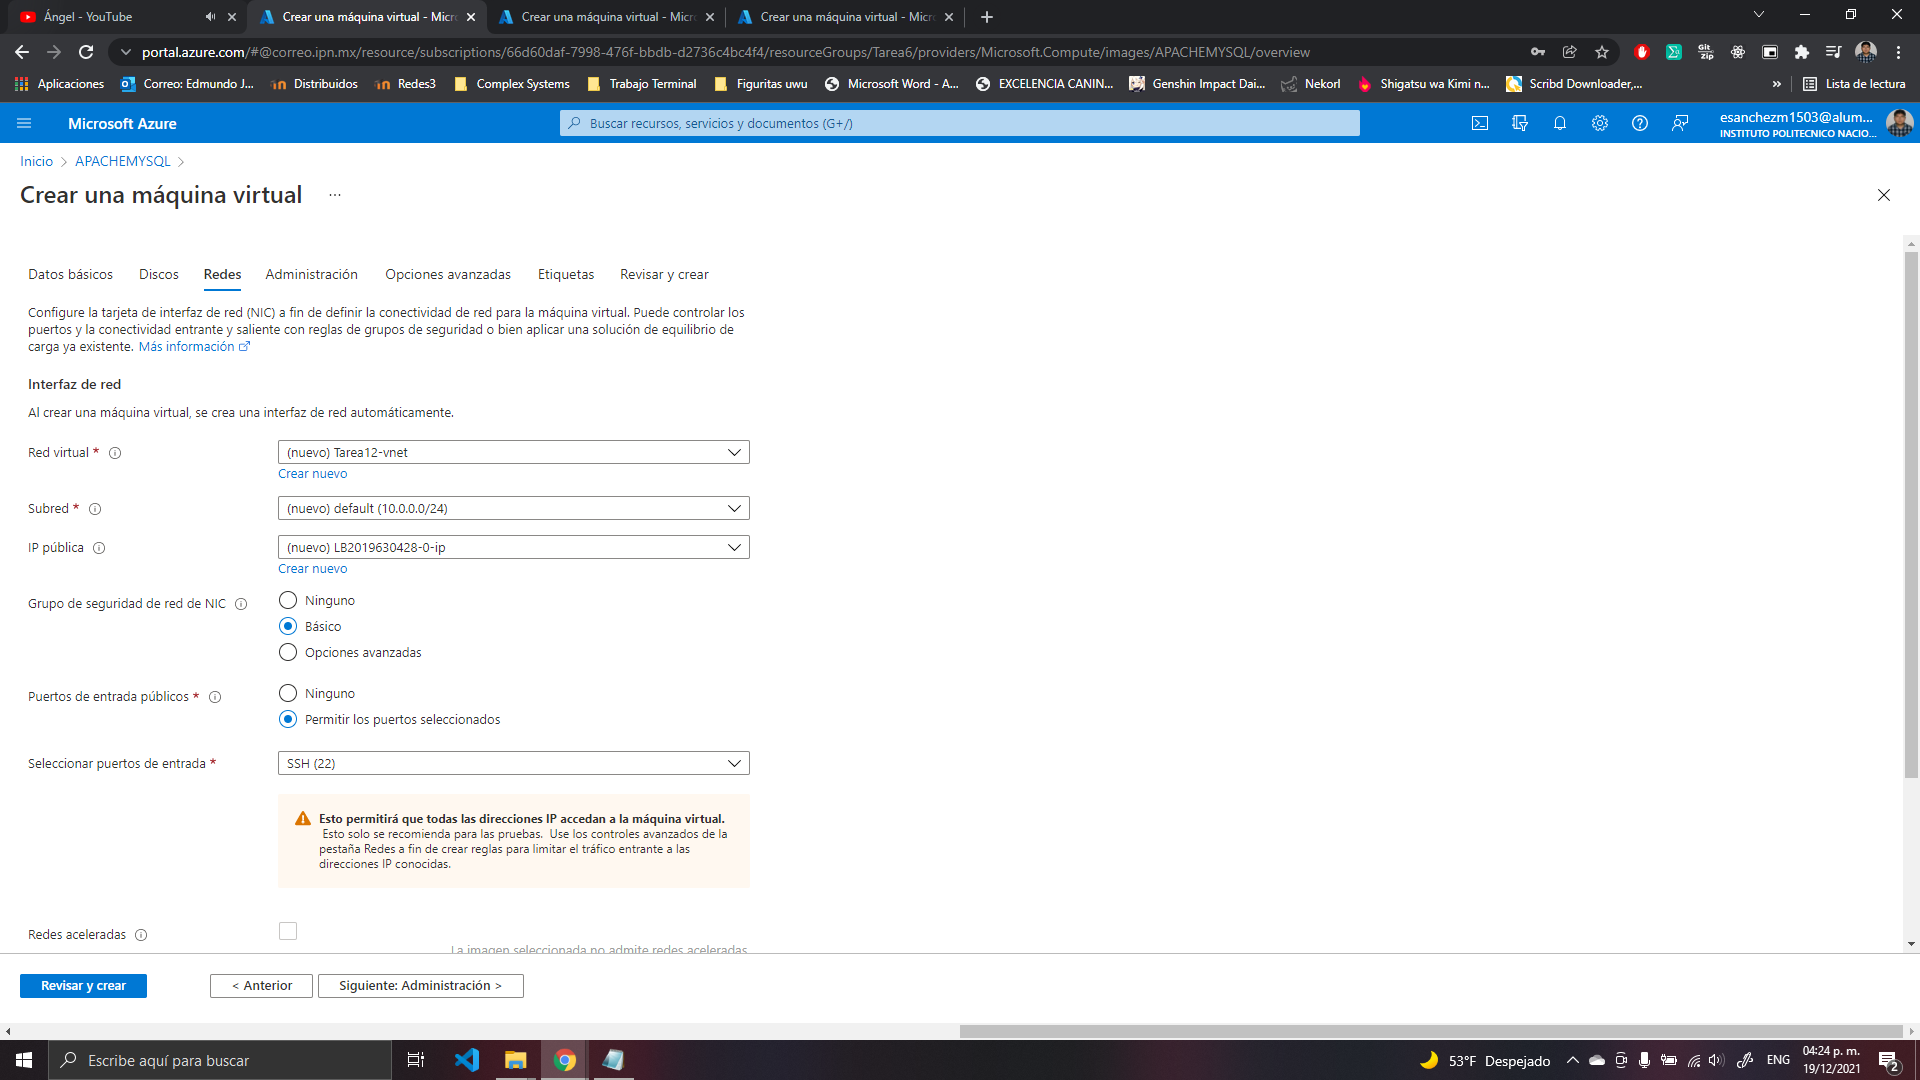 Ángel - YouTube
Crear una máquina virtual - Micro
Crear una máquina virtual - Micro
Crear una máquina virtual - Micro
portal.azure.com/#@correo.ipn.mx/resource/subscriptions/66d60daf-7998-476f-bbdb-d2736c4bc4f4/resourceGroups/Tarea6/providers/Microsoft.Compute/images/APACHEMYSQL/overview
Aplicaciones
Correo: Edmundo J...
Distribuidos
Redes3
Complex Systems
Trabajo Terminal
Figuritas uwu
Microsoft Word - A...
EXCELENCIA CANIN...
Genshin Impact Dai...
Nekorl
Shigatsu wa Kimi n...
Scribd Downloader,...
»
Lista de lectura
Microsoft Azure
Buscar recursos, servicios y documentos (G+/)
esanchezm1503@alum...
INSTITUTO POLITECNICO NACIO...
Inicio > APACHEMYSQL >
Crear una máquina virtual ...
Datos básicos
Discos
Redes
Administración
Opciones avanzadas
Etiquetas
Revisar y crear
Configure la tarjeta de interfaz de red (NIC) a fin de definir la conectividad de red para la máquina virtual. Puede controlar los
puertos y la conectividad entrante y saliente con reglas de grupos de seguridad o bien aplicar una solución de equilibrio de
carga ya existente. Más información
Interfaz de red
Al crear una máquina virtual, se crea una interfaz de red automáticamente.
Red virtual *
(nuevo) Tarea12-vnet
Crear nuevo
Subred *
(nuevo) default (10.0.0.0/24)
IP pública
(nuevo) LB2019630428-0-ip
Crear nuevo
Grupo de seguridad de red de NIC
Ninguno
Básico
Opciones avanzadas
Puertos de entrada públicos *
Ninguno
Permitir los puertos seleccionados
Seleccionar puertos de entrada *
SSH (22)
Esto permitirá que todas las direcciones IP accedan a la máquina virtual.
Esto solo se recomienda para las pruebas. Use los controles avanzados de la
pestaña Redes a fin de crear reglas para limitar el tráfico entrante a las
direcciones IP conocidas.
Redes aceleradas
La imagen seleccionada no admite redes aceleradas.
Revisar y crear
< Anterior
Siguiente: Administración >
Escribe aquí para buscar
53°F Despejado
ENG
04:24 p. m.
19/12/2021
2